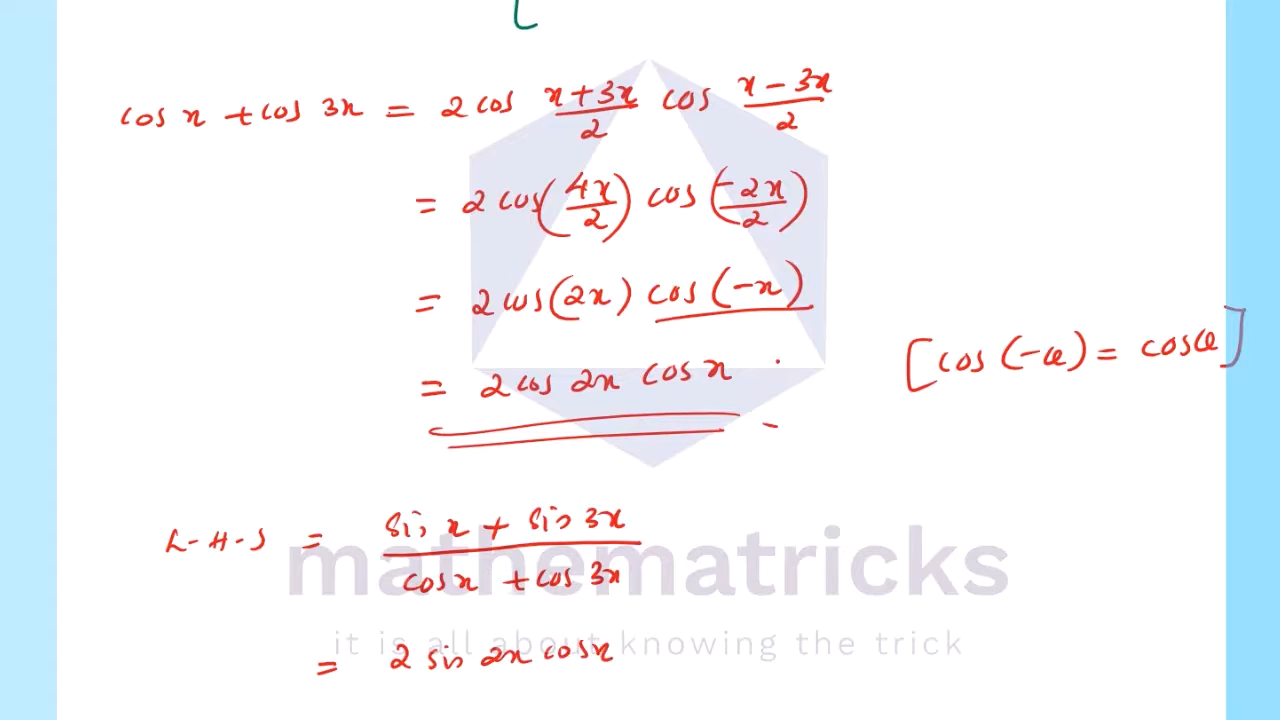 cos x + cos 3x = 2 cos (x + 3x)/2 cos (x - 3x)/2
= 2 cos(4x/2) cos(-2x/2)
= 2 cos(2x) cos(-x)
[cos(-θ) = cosθ]
= 2 cos 2x cos x
L-H-S = (sin x + sin 3x)/(cos x + cos 3x)
mathematricks
it is all about knowing the trick
= 2 sin 2x cos x